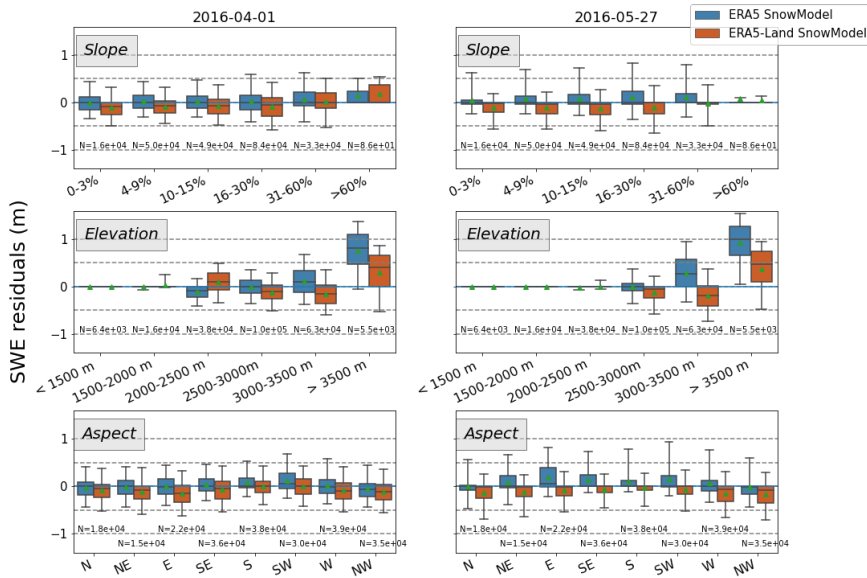 2016-04-01
2016-05-27
ERA5 SnowModel
ERA5-Land SnowModel
SWE residuals (m)
Slope
1
0
−1
N=1.6e+04
N=5.0e+04
N=4.9e+04
N=8.4e+04
N=3.3e+04
N=8.6e+01
0-3%
4-9%
10-15%
16-30%
31-60%
>60%
Slope
N=1.6e+04
N=5.0e+04
N=4.9e+04
N=8.4e+04
N=3.3e+04
N=8.6e+01
0-3%
4-9%
10-15%
16-30%
31-60%
>60%
Elevation
1
0
−1
N=6.4e+03
N=1.6e+04
N=3.8e+04
N=1.0e+05
N=6.3e+04
N=5.5e+03
< 1500 m
1500-2000 m
2000-2500 m
2500-3000m
3000-3500 m
> 3500 m
Elevation
N=6.4e+03
N=1.6e+04
N=3.8e+04
N=1.0e+05
N=6.3e+04
N=5.5e+03
< 1500 m
1500-2000 m
2000-2500 m
2500-3000m
3000-3500 m
> 3500 m
Aspect
1
0
−1
N=1.8e+04
N=2.2e+04
N=3.8e+04
N=3.9e+04
N=1.5e+04
N=3.6e+04
N=3.0e+04
N=3.5e+04
N
NE
E
SE
S
SW
W
NW
Aspect
N=1.8e+04
N=2.2e+04
N=3.8e+04
N=3.9e+04
N=1.5e+04
N=3.6e+04
N=3.0e+04
N=3.5e+04
N
NE
E
SE
S
SW
W
NW